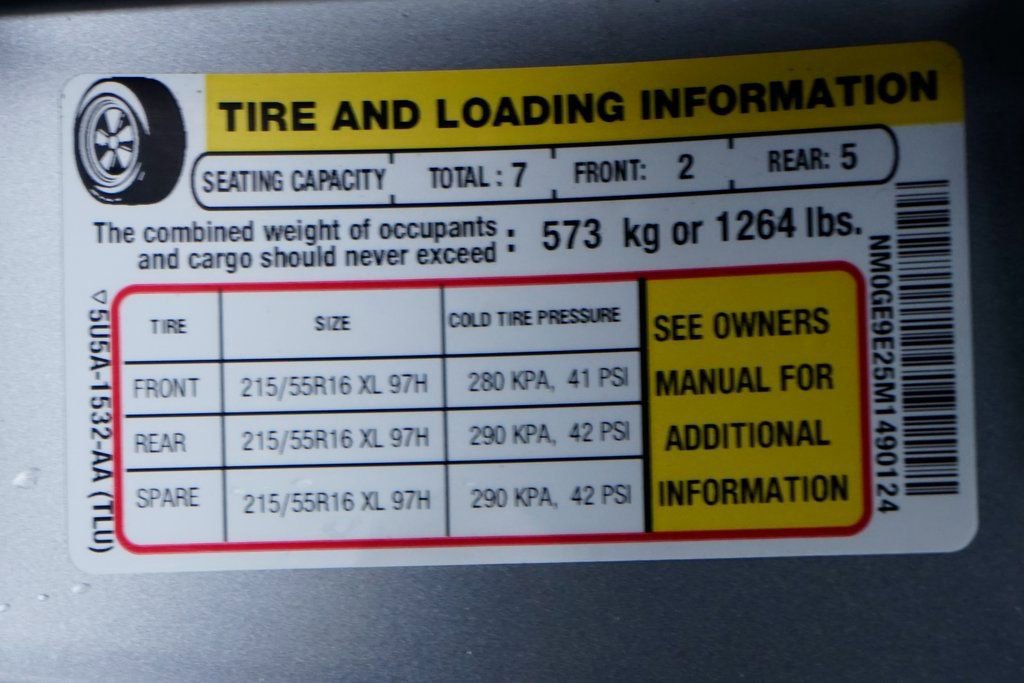 TIRE AND LOADING INFORMATION
SEATING CAPACITY TOTAL : 7 FRONT: 2 REAR: 5
The combined weight of occupants
and cargo should never exceed : 573 kg or 1264 lbs.
TIRE SIZE COLD TIRE PRESSURE
FRONT 215/55R16 XL 97H 280 KPA, 41 PSI
REAR 215/55R16 XL 97H 290 KPA, 42 PSI
SPARE 215/55R16 XL 97H 290 KPA, 42 PSI
SEE OWNERS
MANUAL FOR
ADDITIONAL
INFORMATION
5U5A-1532-AA (TLU)
NM0GE9E25M1490124